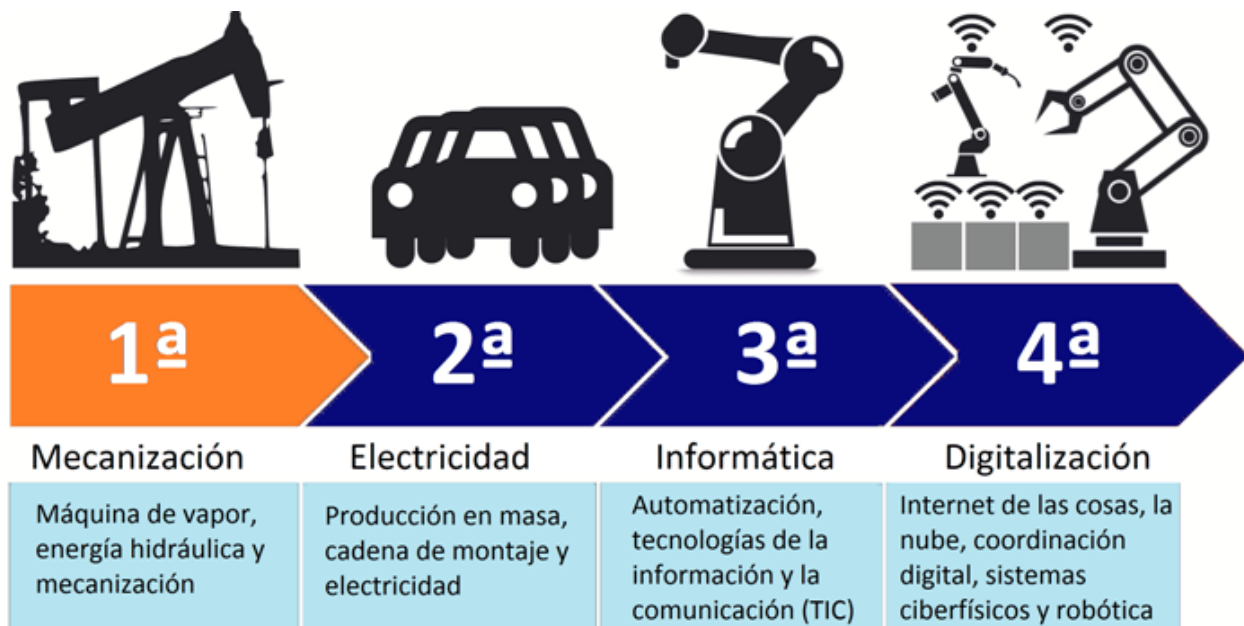 1ª
2ª
3ª
4ª
Mecanización
Electricidad
Informática
Digitalización
Máquina de vapor,
energía hidráulica y
mecanización
Producción en masa,
cadena de montaje y
electricidad
Automatización,
tecnologías de la
información y la
comunicación (TIC)
Internet de las cosas, la
nube, coordinación
digital, sistemas
ciberfísicos y robótica